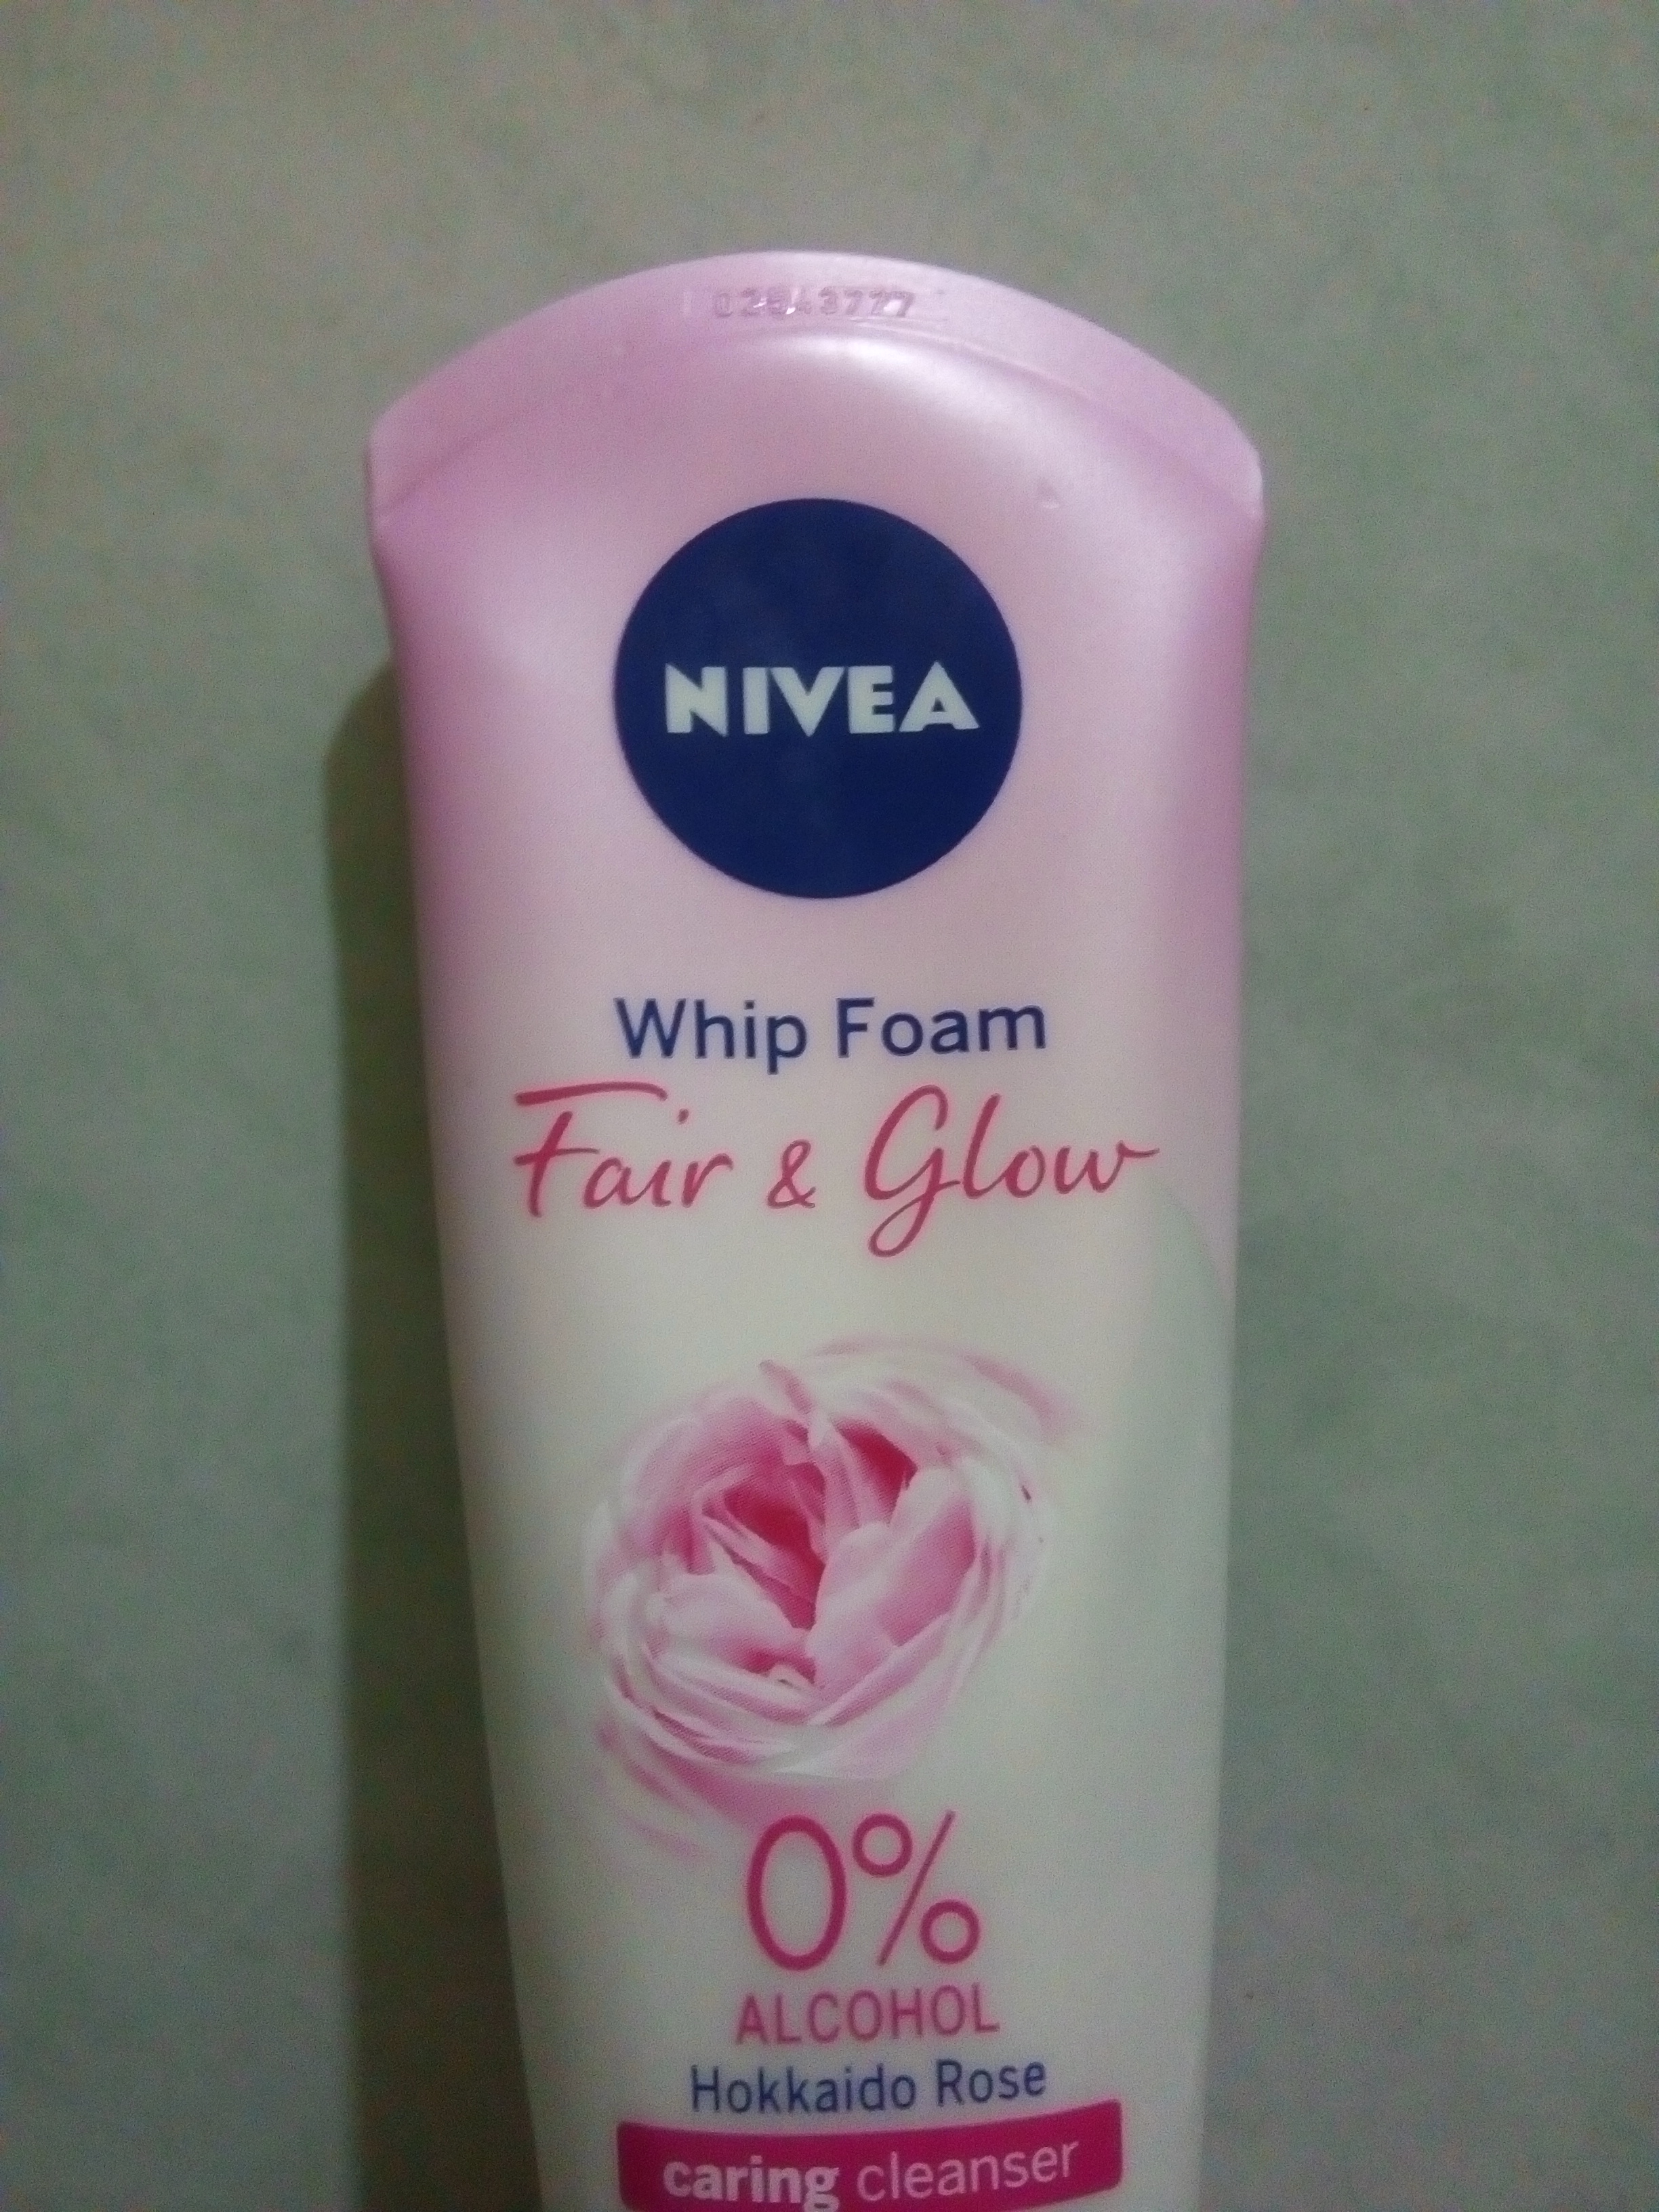 NIVEA
Whip Foam
Fair & Glow
0%
ALCOHOL
Hokkaido Rose
caring cleanser